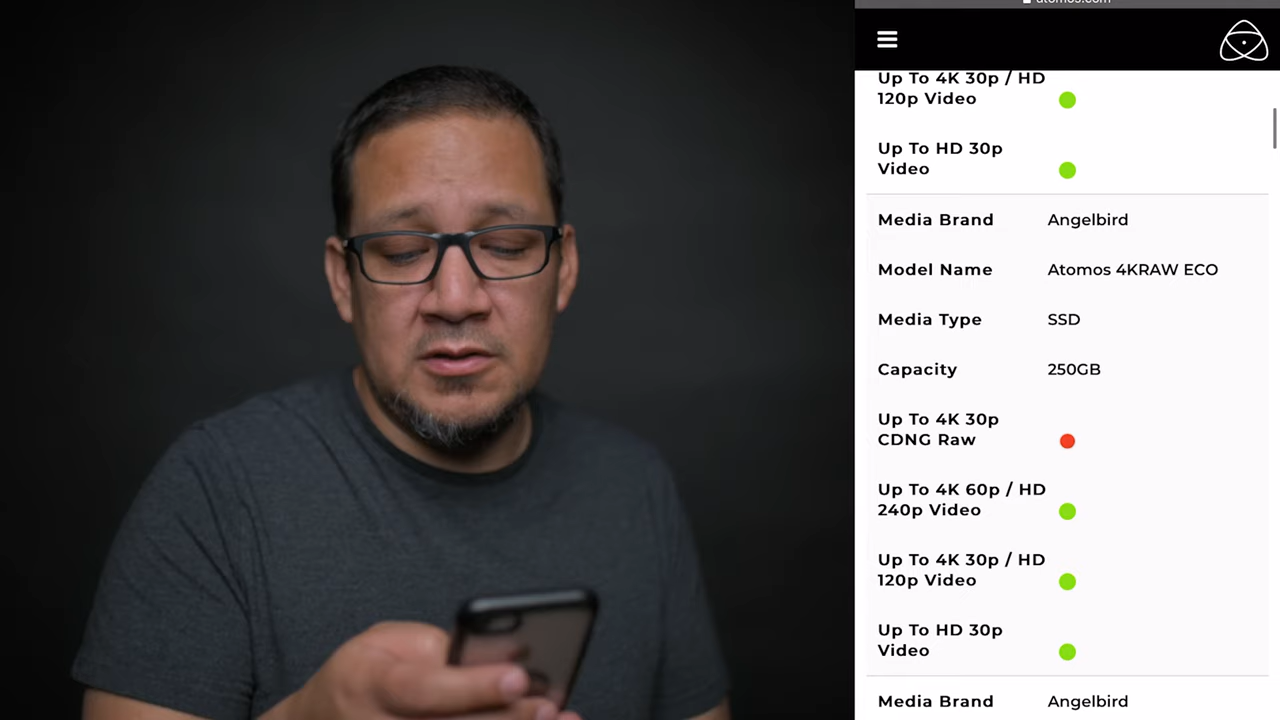 atomos.com
Up To 4K 30p / HD
120p Video
Up To HD 30p
Video
Media Brand Angelbird
Model Name Atomos 4KRAW ECO
Media Type SSD
Capacity 250GB
Up To 4K 30p
CDNG Raw
Up To 4K 60p / HD
240p Video
Up To 4K 30p / HD
120p Video
Up To HD 30p
Video
Media Brand Angelbird